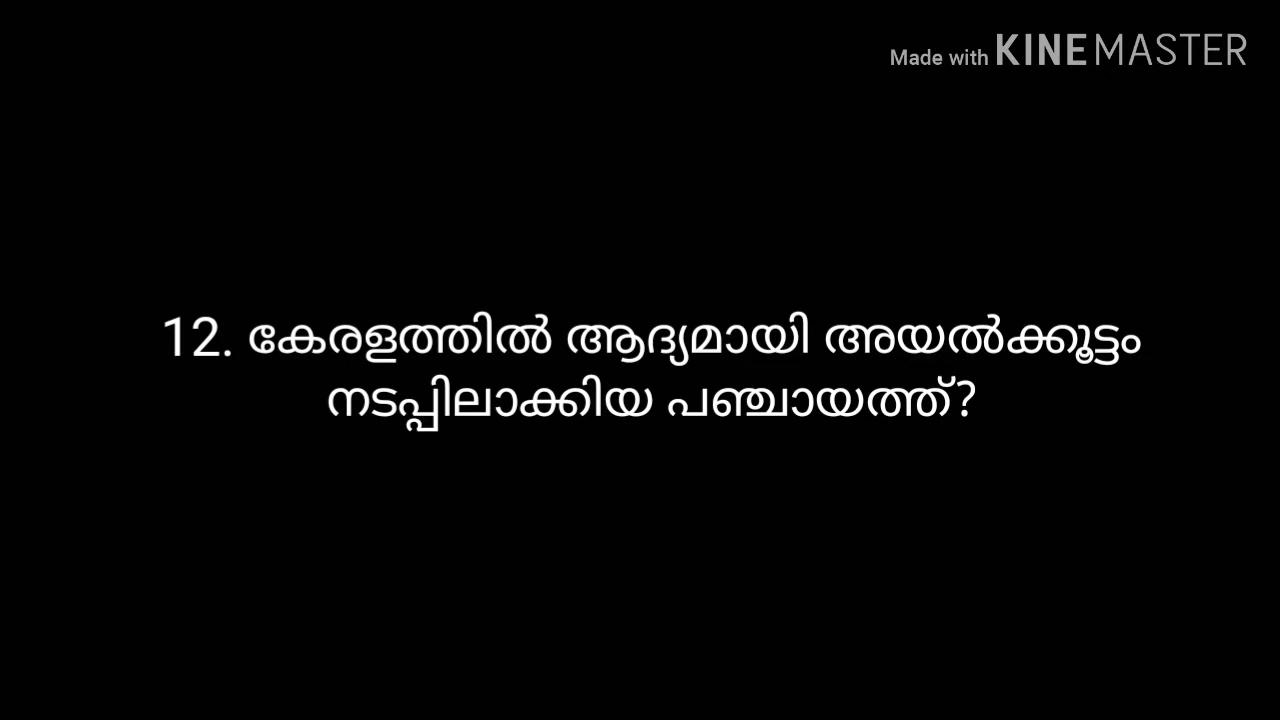 Made with KINEMASTER
12. കേരളത്തിൽ ആദ്യമായി അയൽക്കൂട്ടം
നടപ്പിലാക്കിയ പഞ്ചായത്ത്?